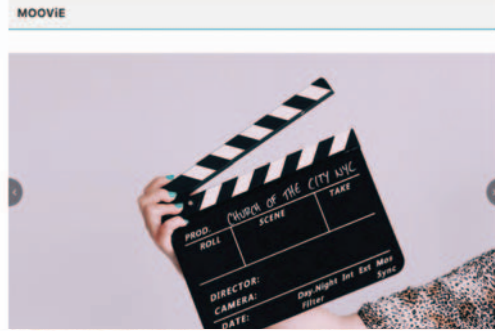 MOOViE
PROD. CHURCH OF THE CITY NYC
ROLL SCENE TAKE
DIRECTOR:
CAMERA: Day-Night Int Ext Mos
DATE: Filter Sync